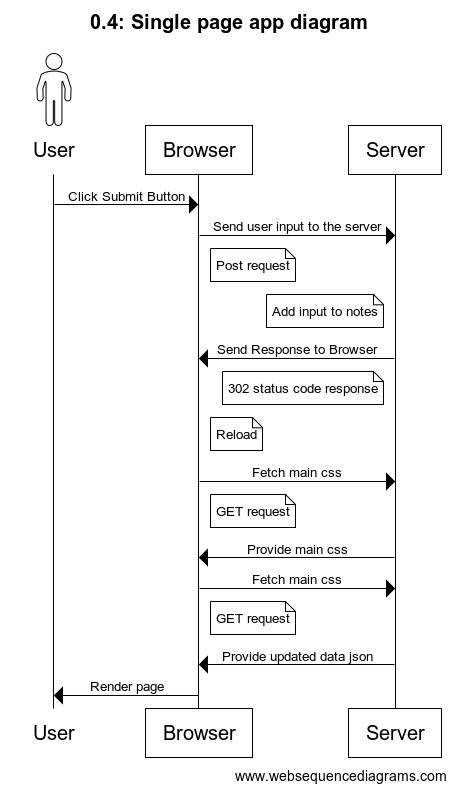 0.4: Single page app diagram
User
Browser
Server
Click Submit Button
Send user input to the server
Post request
Add input to notes
Send Response to Browser
302 status code response
Reload
Fetch main css
GET request
Provide main css
Fetch main css
GET request
Provide updated data json
Render page
User
Browser
Server
www.websequencediagrams.com